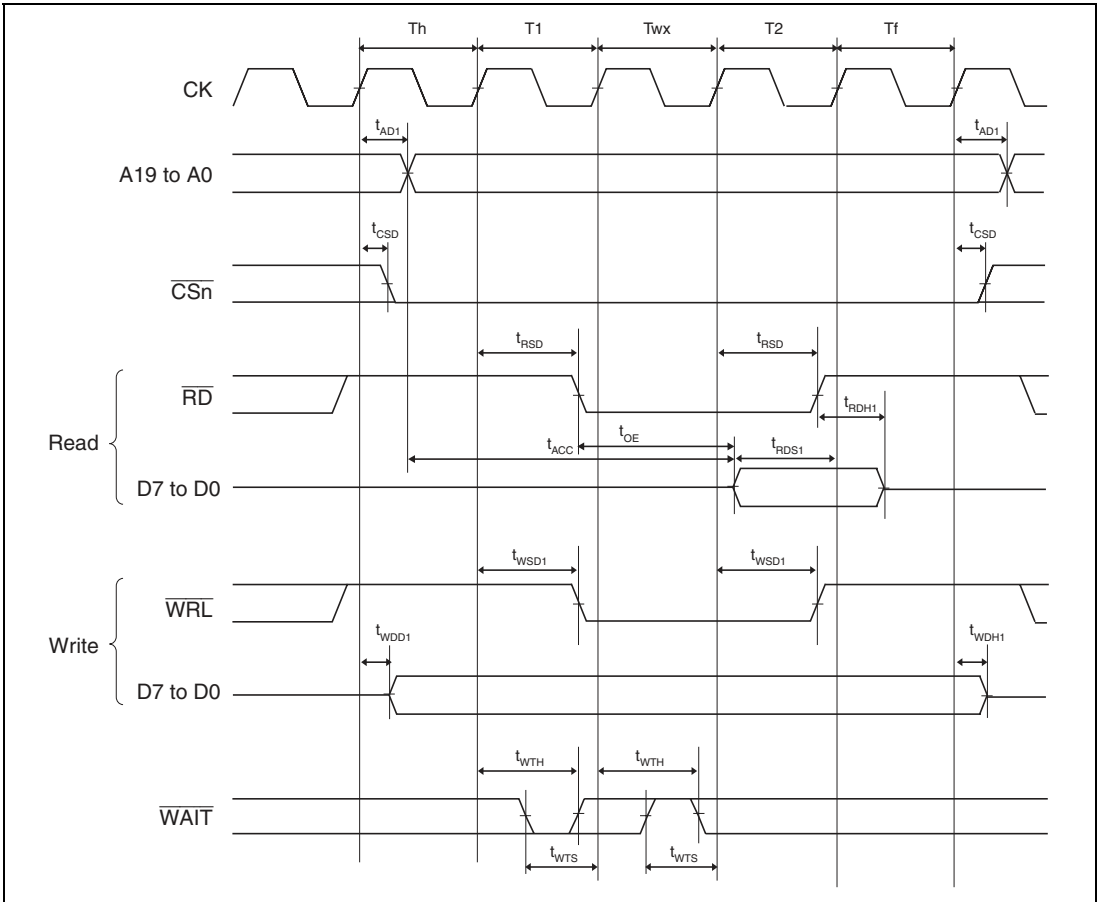 Th T1 Twx T2 Tf
CK
tAD1 tAD1
A19 to A0
tCSD tCSD
CSn
tRSD tRSD
RD
tRDH1
Read
tOE
tACC tRDS1
D7 to D0
tWSD1 tWSD1
WRL
Write
tWDD1 tWDH1
D7 to D0
tWTH tWTH
WAIT
tWTS tWTS